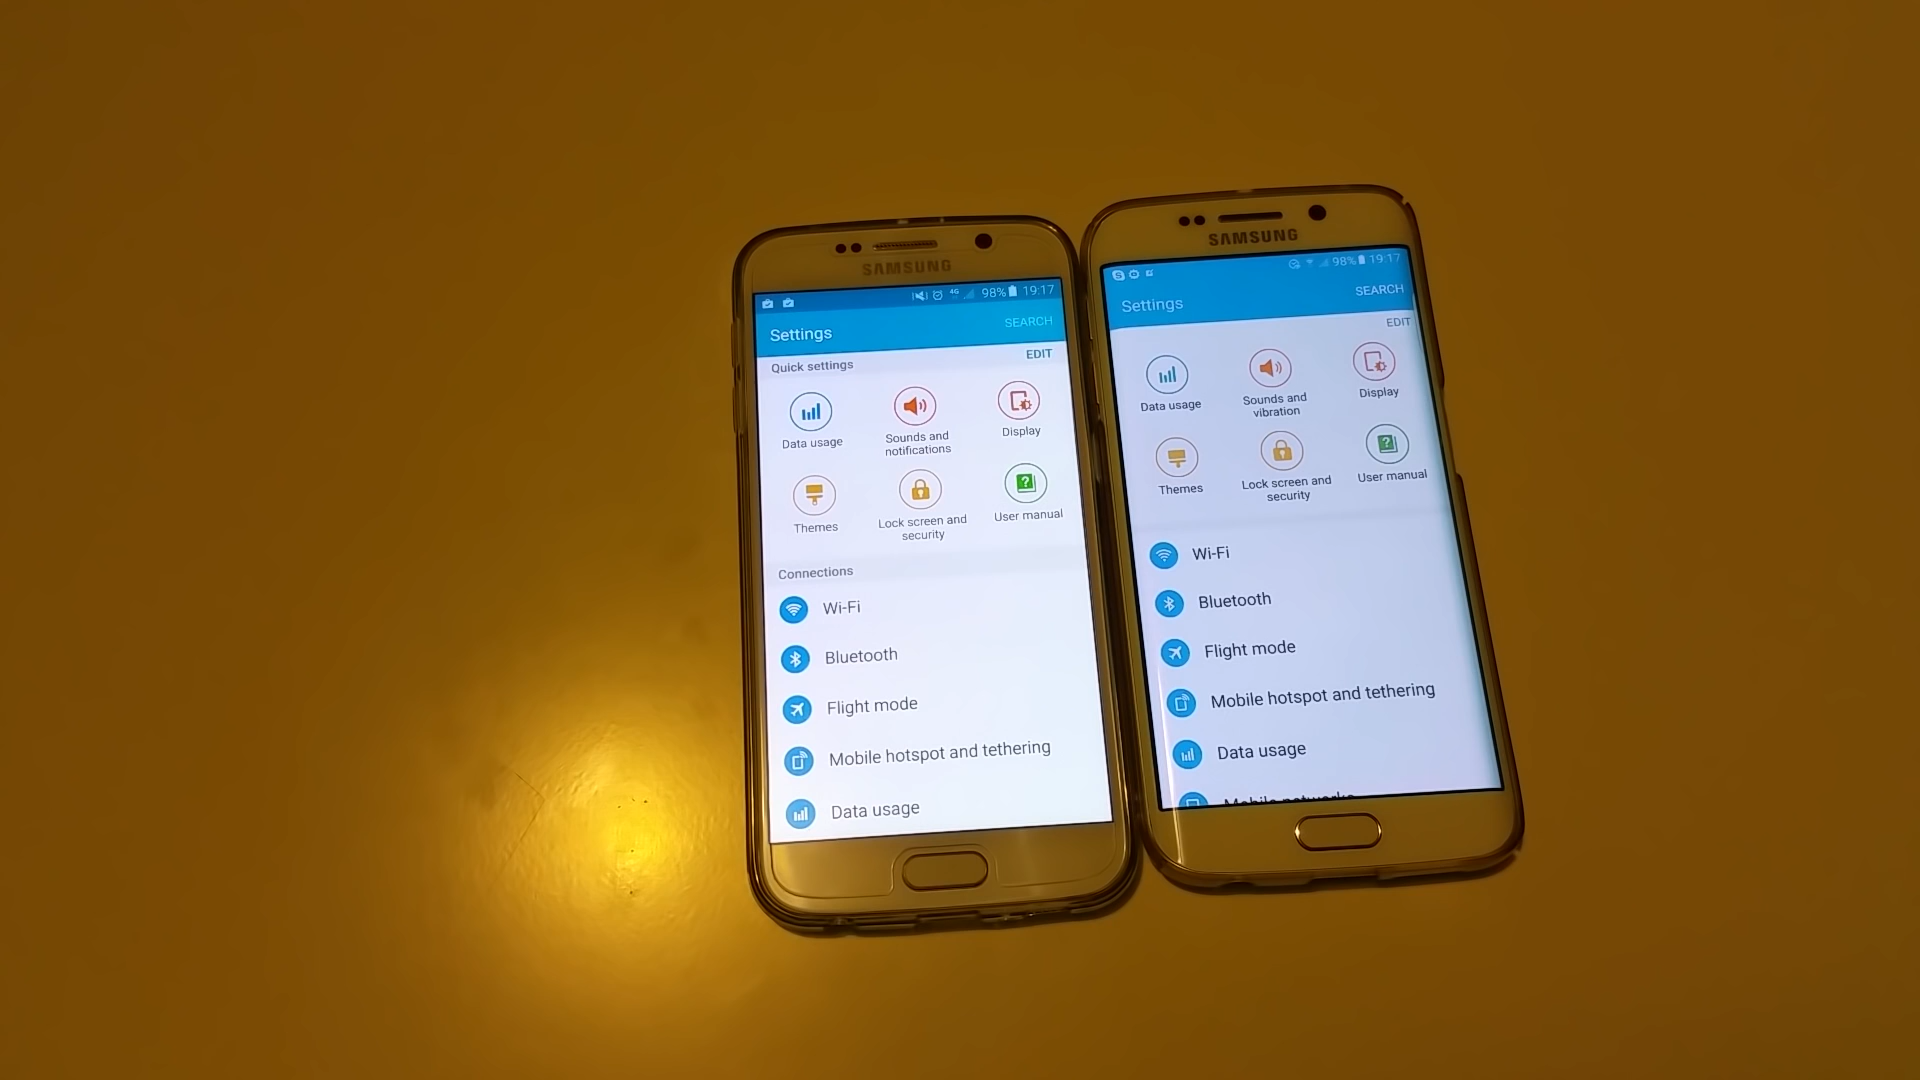 SAMSUNG
4G 98% 19:17
Settings
SEARCH
Quick settings
EDIT
Data usage
Sounds and
notifications
Display
Themes
Lock screen and
security
User manual
Connections
Wi-Fi
Bluetooth
Flight mode
Mobile hotspot and tethering
Data usage
SAMSUNG
98% 19:17
Settings
SEARCH
EDIT
Data usage
Sounds and
vibration
Display
Themes
Lock screen and
security
User manual
Wi-Fi
Bluetooth
Flight mode
Mobile hotspot and tethering
Data usage
Mobile networks